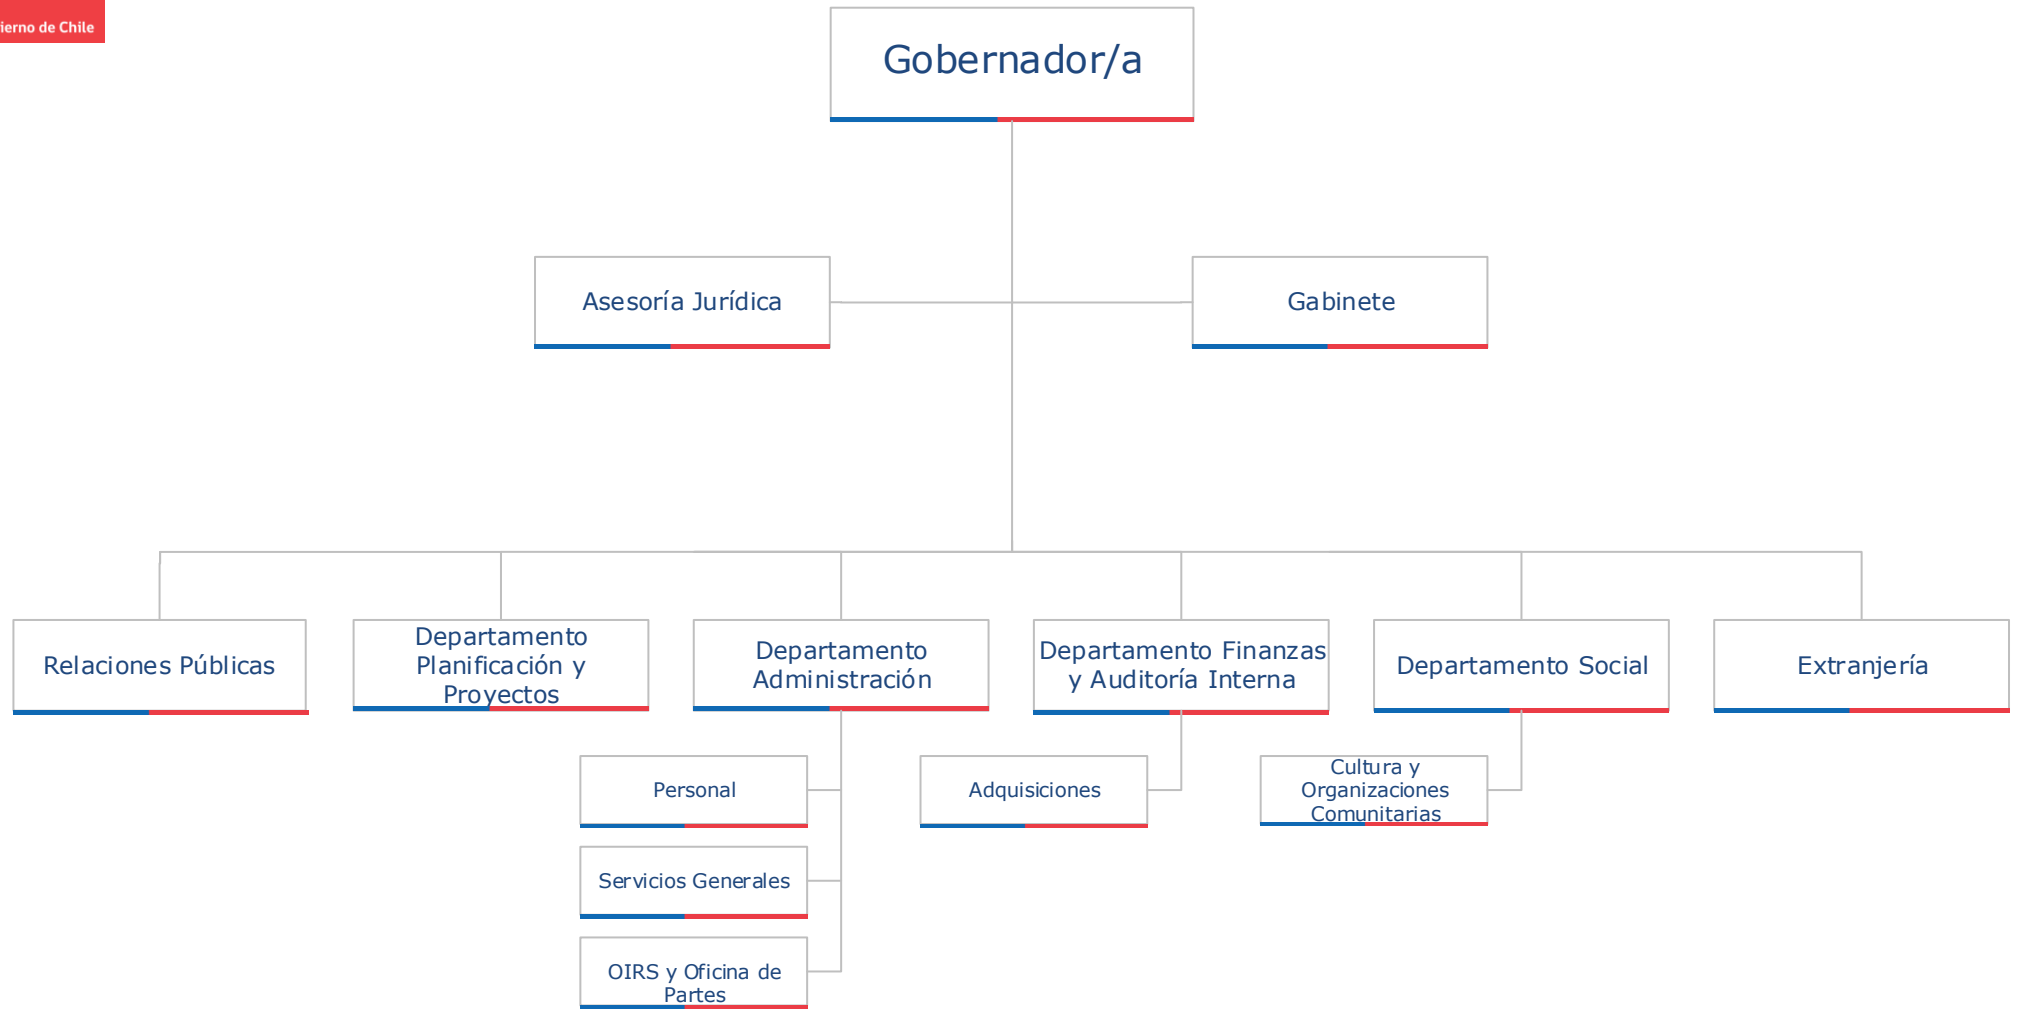 ierno de Chile
Gobernador/a
Asesoría Jurídica
Gabinete
Relaciones Públicas
Departamento
Planificación y
Proyectos
Departamento
Administración
Departamento Finanzas
y Auditoría Interna
Departamento Social
Extranjería
Personal
Adquisiciones
Cultura y
Organizaciones
Comunitarias
Servicios Generales
OIRS y Oficina de
Partes